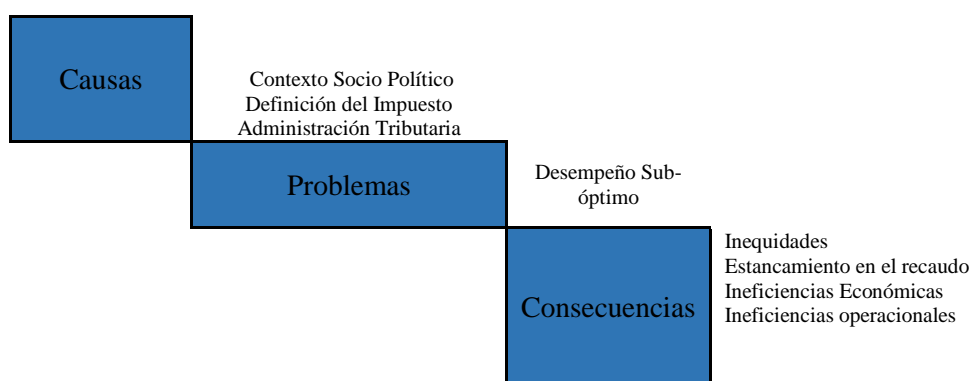 Causas
Contexto Socio Político
Definición del Impuesto
Administración Tributaria
Problemas
Desempeño Sub-
óptimo
Consecuencias
Inequidades
Estancamiento en el recaudo
Ineficiencias Económicas
Ineficiencias operacionales